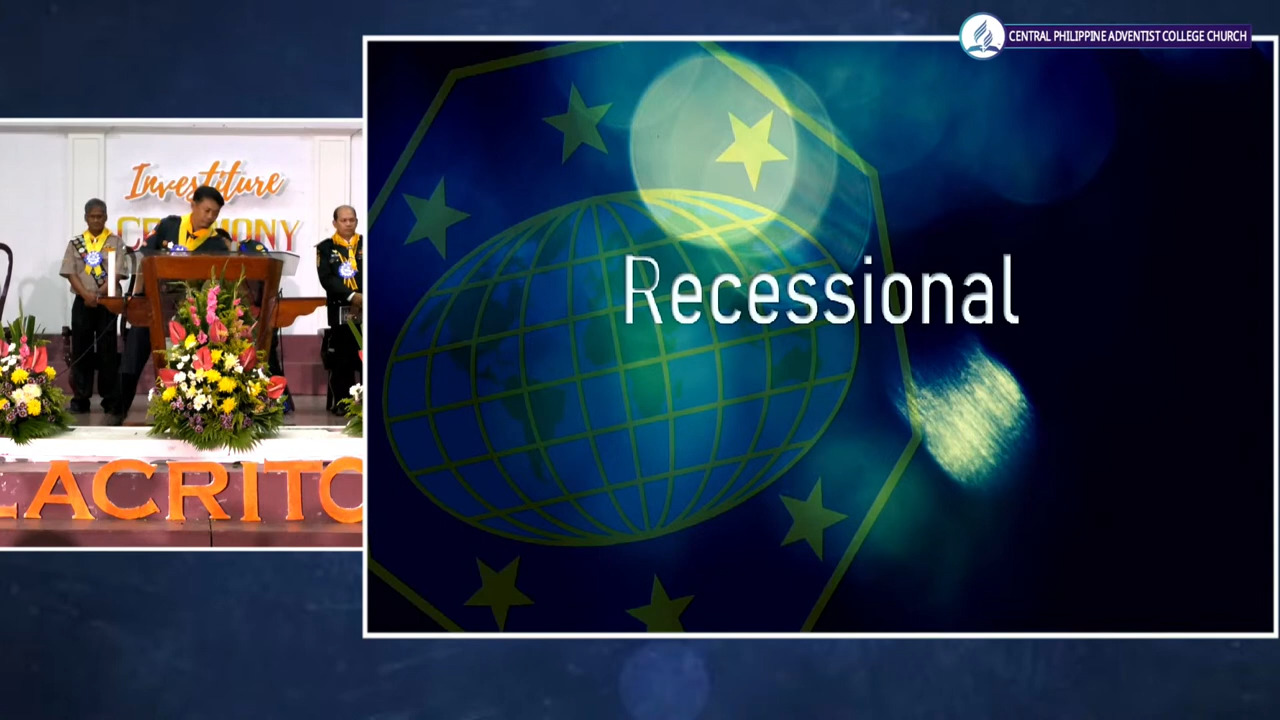 CENTRAL PHILIPPINE ADVENTIST COLLEGE CHURCH
Investiture
CEREMONY
LACRITO
Recessional